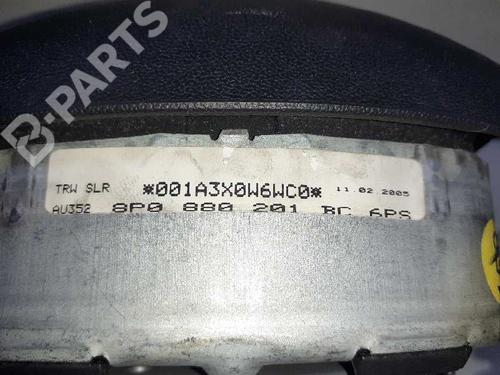 B-PARTS
TRW SLR *001A3X0W6WC0* 11.02.2005
AU352 8P0 880 201 BC 6PS